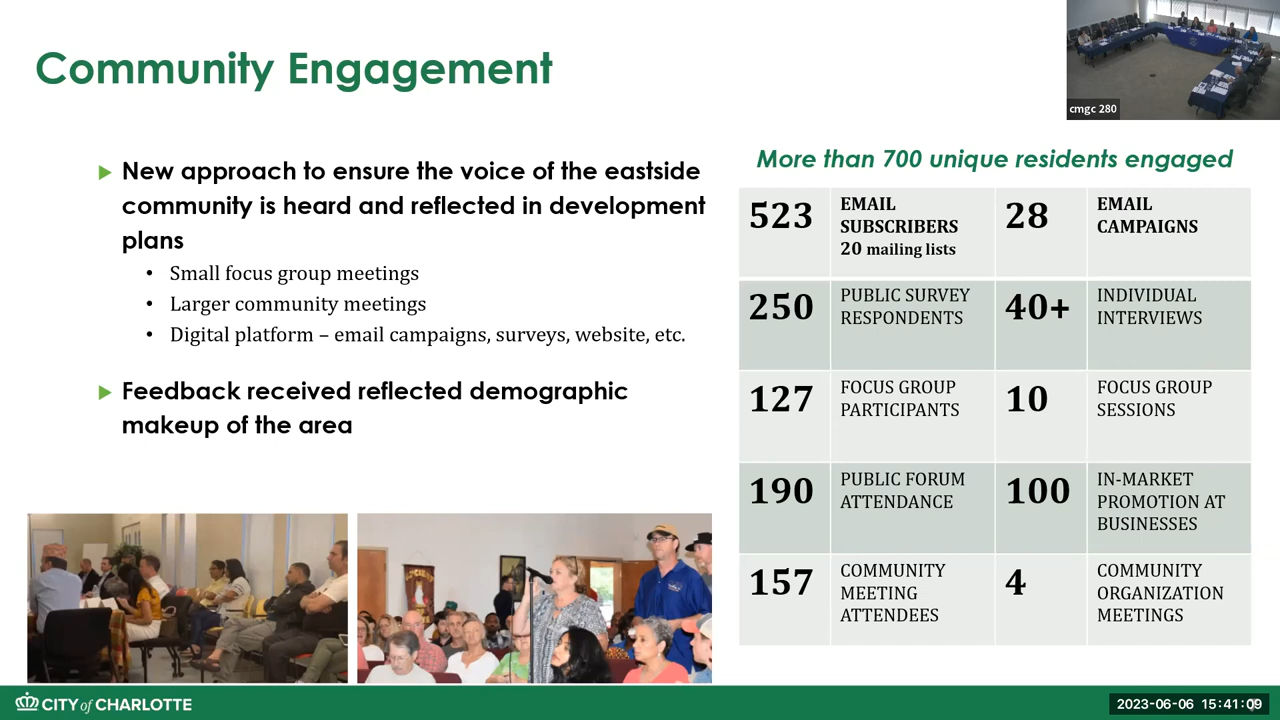 Community Engagement
cmgc 280
New approach to ensure the voice of the eastside
community is heard and reflected in development
plans
• Small focus group meetings
• Larger community meetings
• Digital platform – email campaigns, surveys, website, etc.
Feedback received reflected demographic
makeup of the area
More than 700 unique residents engaged
523
EMAIL
SUBSCRIBERS
20 mailing lists
28
EMAIL
CAMPAIGNS
250
PUBLIC SURVEY
RESPONDENTS
40+
INDIVIDUAL
INTERVIEWS
127
FOCUS GROUP
PARTICIPANTS
10
FOCUS GROUP
SESSIONS
190
PUBLIC FORUM
ATTENDANCE
100
IN-MARKET
PROMOTION AT
BUSINESSES
157
COMMUNITY
MEETING
ATTENDEES
4
COMMUNITY
ORGANIZATION
MEETINGS
CITY of CHARLOTTE
2023-06-06 15:41:09